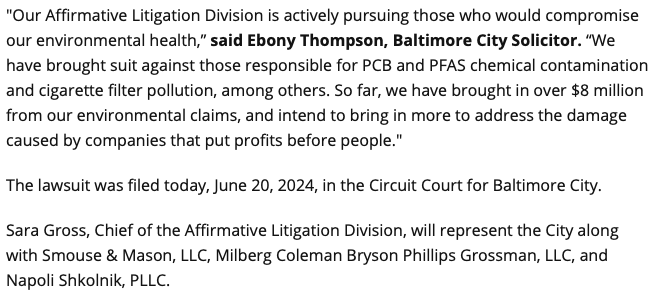 "Our Affirmative Litigation Division is actively pursuing those who would compromise
our environmental health,” said Ebony Thompson, Baltimore City Solicitor. “We
have brought suit against those responsible for PCB and PFAS chemical contamination
and cigarette filter pollution, among others. So far, we have brought in over $8 million
from our environmental claims, and intend to bring in more to address the damage
caused by companies that put profits before people."
The lawsuit was filed today, June 20, 2024, in the Circuit Court for Baltimore City.
Sara Gross, Chief of the Affirmative Litigation Division, will represent the City along
with Smouse & Mason, LLC, Milberg Coleman Bryson Phillips Grossman, LLC, and
Napoli Shkolnik, PLLC.